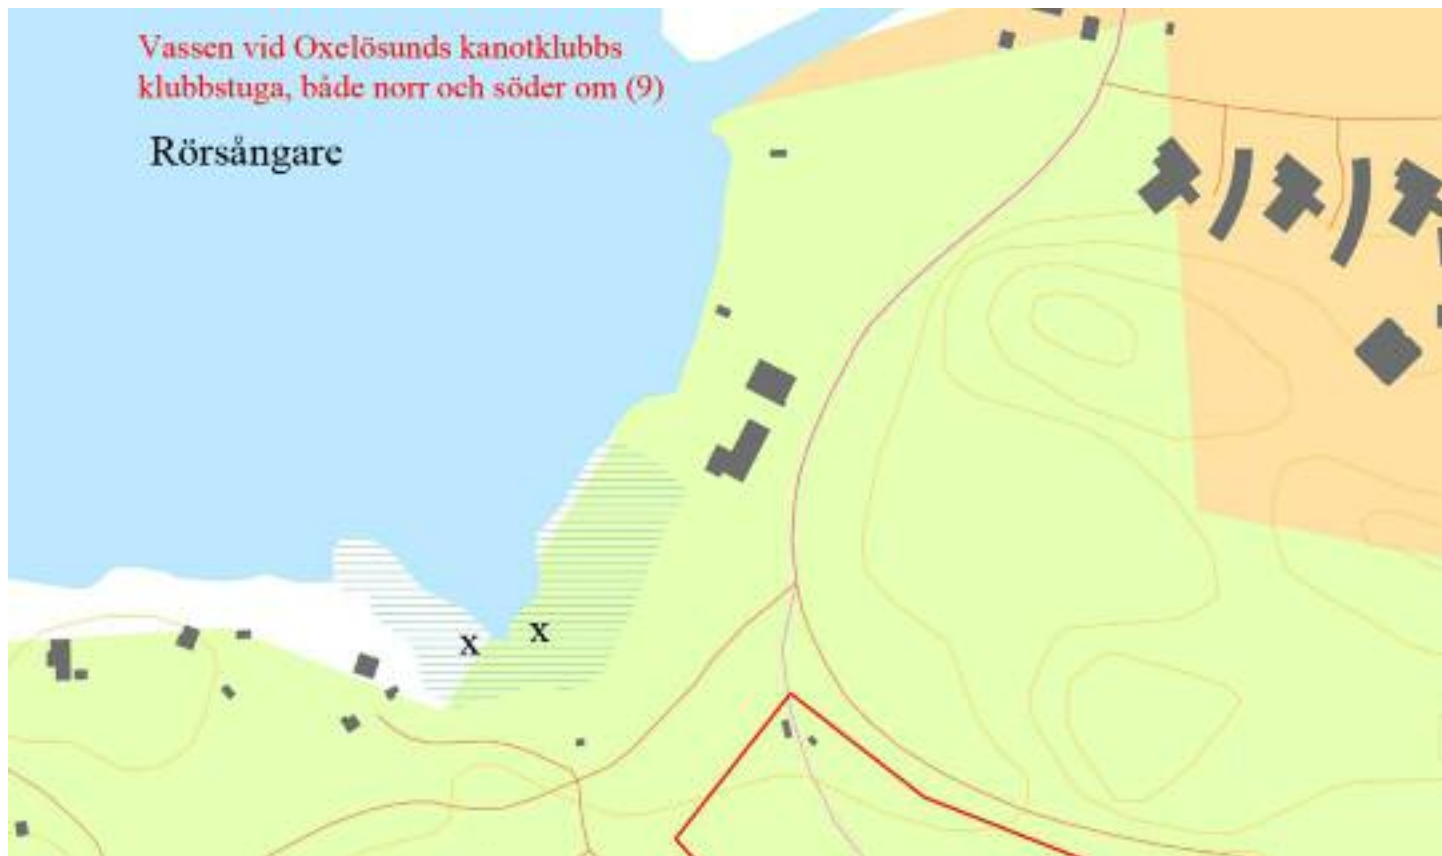 Vassen vid Oxelösunds kanotklubbs
klubbstuga, både norr och söder om (9)
Rörsångare
x
x